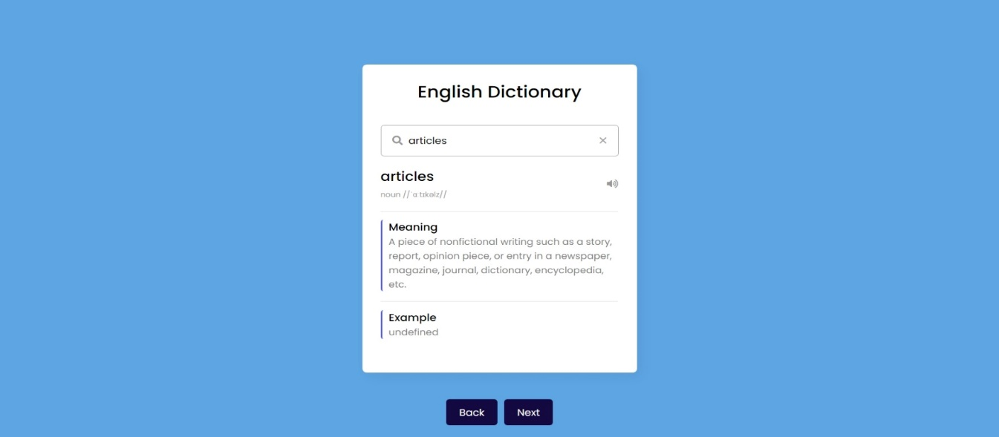 English Dictionary
articles
articles
noun //ˈɑːtɪkəlz//
Meaning
A piece of nonfictional writing such as a story,
report, opinion piece, or entry in a newspaper,
magazine, journal, dictionary, encyclopedia,
etc.
Example
undefined
Back
Next